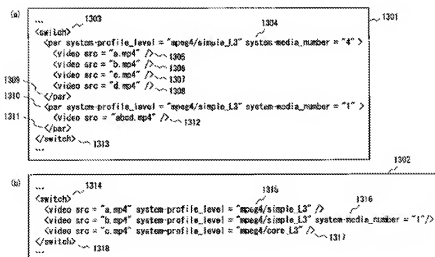 (a)
1301
...
1303
<switch>
1304
<par system-profile_level = "mpeg4/simple_L3" system-media_number = "4" >
<video src = "a.mp4" /> 1305
<video src = "b.mp4" /> 1306
<video src = "c.mp4" /> 1307
<video src = "d.mp4" /> 1308
1309 </par>
1310 <par system-profile_level = "mpeg4/simple_L3" system-media_number = "1" >
1311 <video src = "abcd.mp4" /> 1312
</par>
</switch> 1313
...
1302
(b)
...
1314 1315
<switch> 1316
<video src = "a.mp4" system-profile_level = "mpeg4/simple_L3" />
<video src = "b.mp4" system-profile_level = "mpeg4/simple_L3" system-media_number = "1"/>
<video src = "c.mp4" system-profile_level = "mpeg4/core_L3" /> 1317
</switch> 1318
...